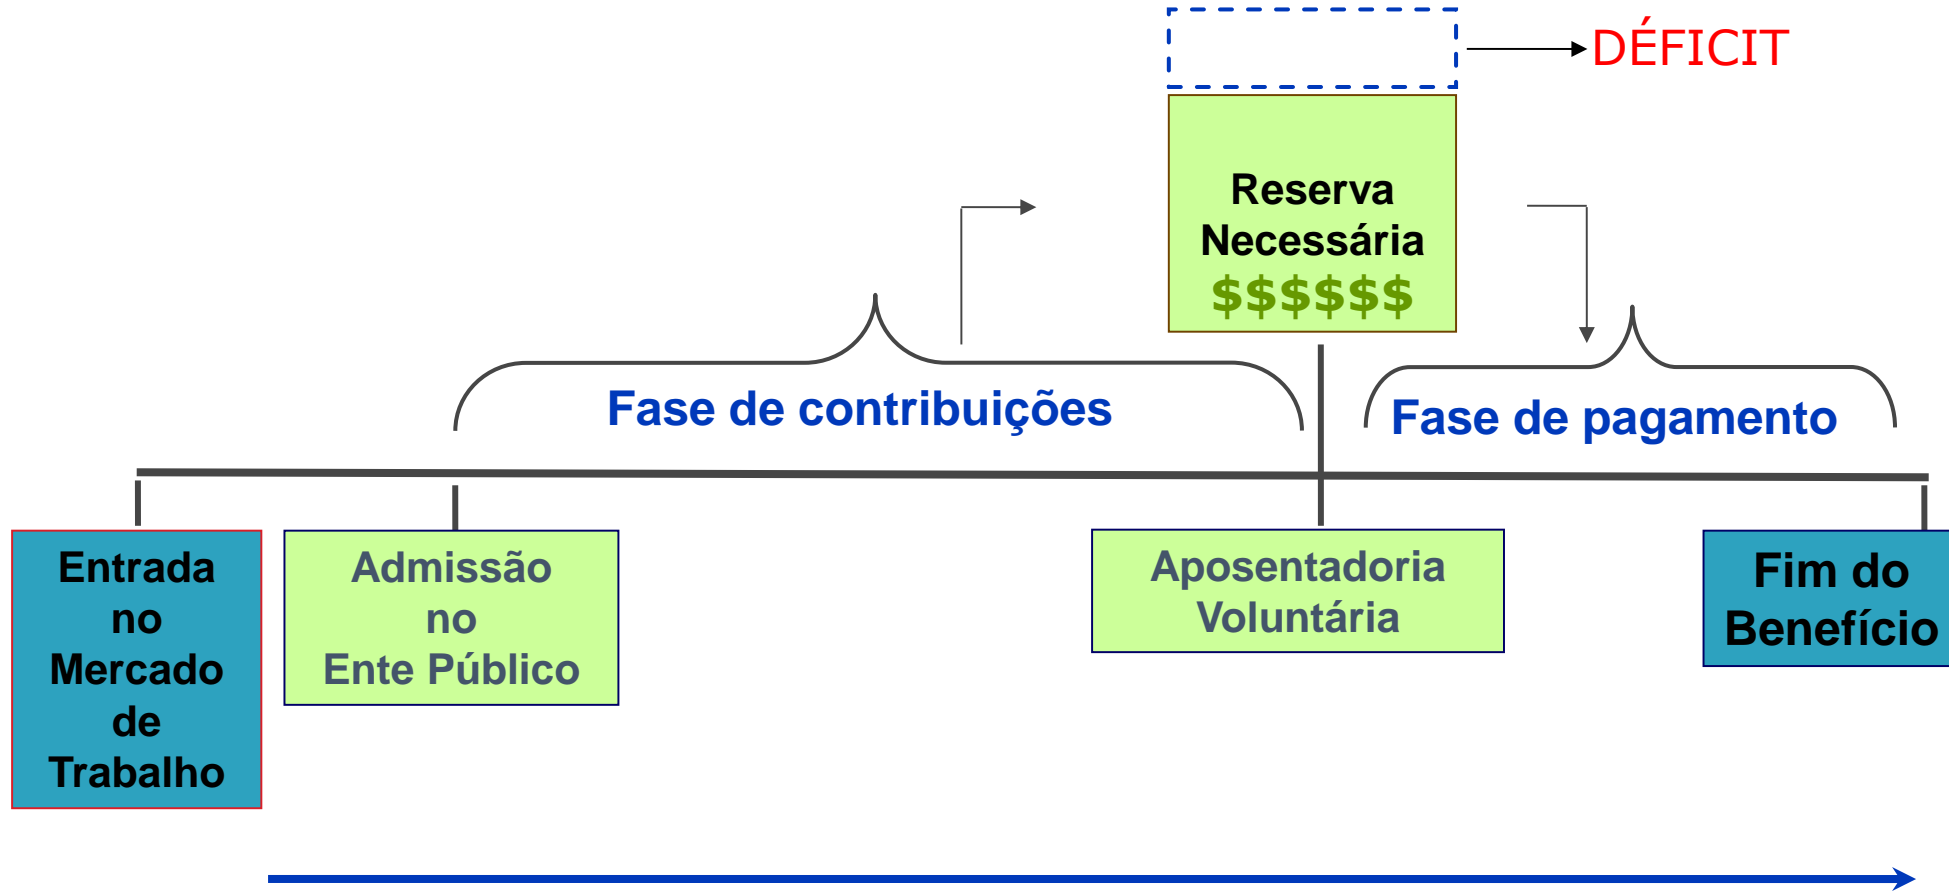 DÉFICIT
Reserva
Necessária
$$$$$$
Fase de contribuições
Fase de pagamento
Entrada
no
Mercado
de
Trabalho
Admissão
no
Ente Público
Aposentadoria
Voluntária
Fim do
Benefício